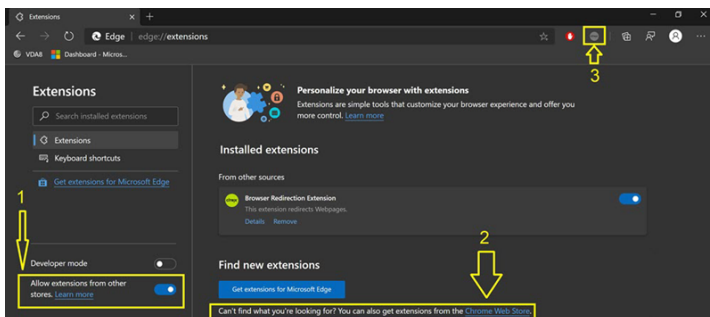 Extensions
Edge | edge://extensions
VDA8 Dashboard - Micros...
3
Extensions
Search installed extensions
Extensions
Keyboard shortcuts
Get extensions for Microsoft Edge
1
Developer mode
Allow extensions from other
stores. Learn more
Personalize your browser with extensions
Extensions are simple tools that customize your browser experience and offer you
more control. Learn more
Installed extensions
From other sources
Browser Redirection Extension
This extension redirects Webpages.
Details Remove
2
Find new extensions
Get extensions for Microsoft Edge
Can't find what you're looking for? You can also get extensions from the Chrome Web Store.